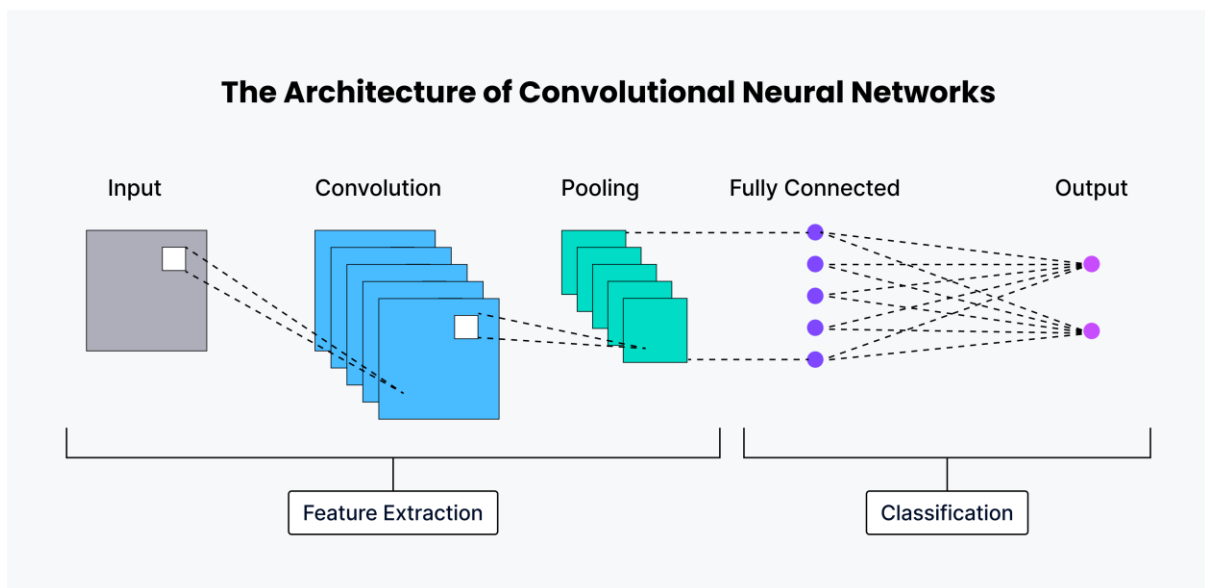 The Architecture of Convolutional Neural Networks
Input
Convolution
Pooling
Fully Connected
Output
Feature Extraction
Classification